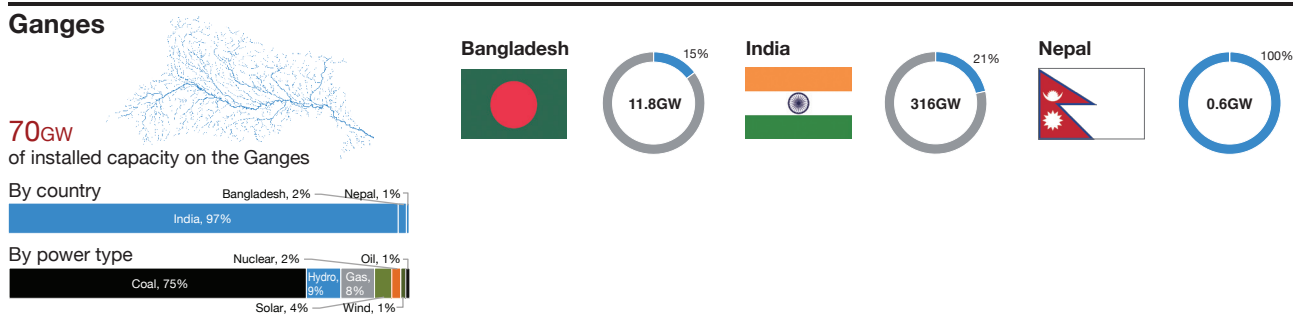 Ganges
70GW
of installed capacity on the Ganges
By country
Bangladesh, 2%
Nepal, 1%
India, 97%
By power type
Nuclear, 2%
Oil, 1%
Coal, 75%
Hydro,
9%
Gas,
8%
Solar, 4%
Wind, 1%
Bangladesh
15%
11.8GW
India
21%
316GW
Nepal
100%
0.6GW